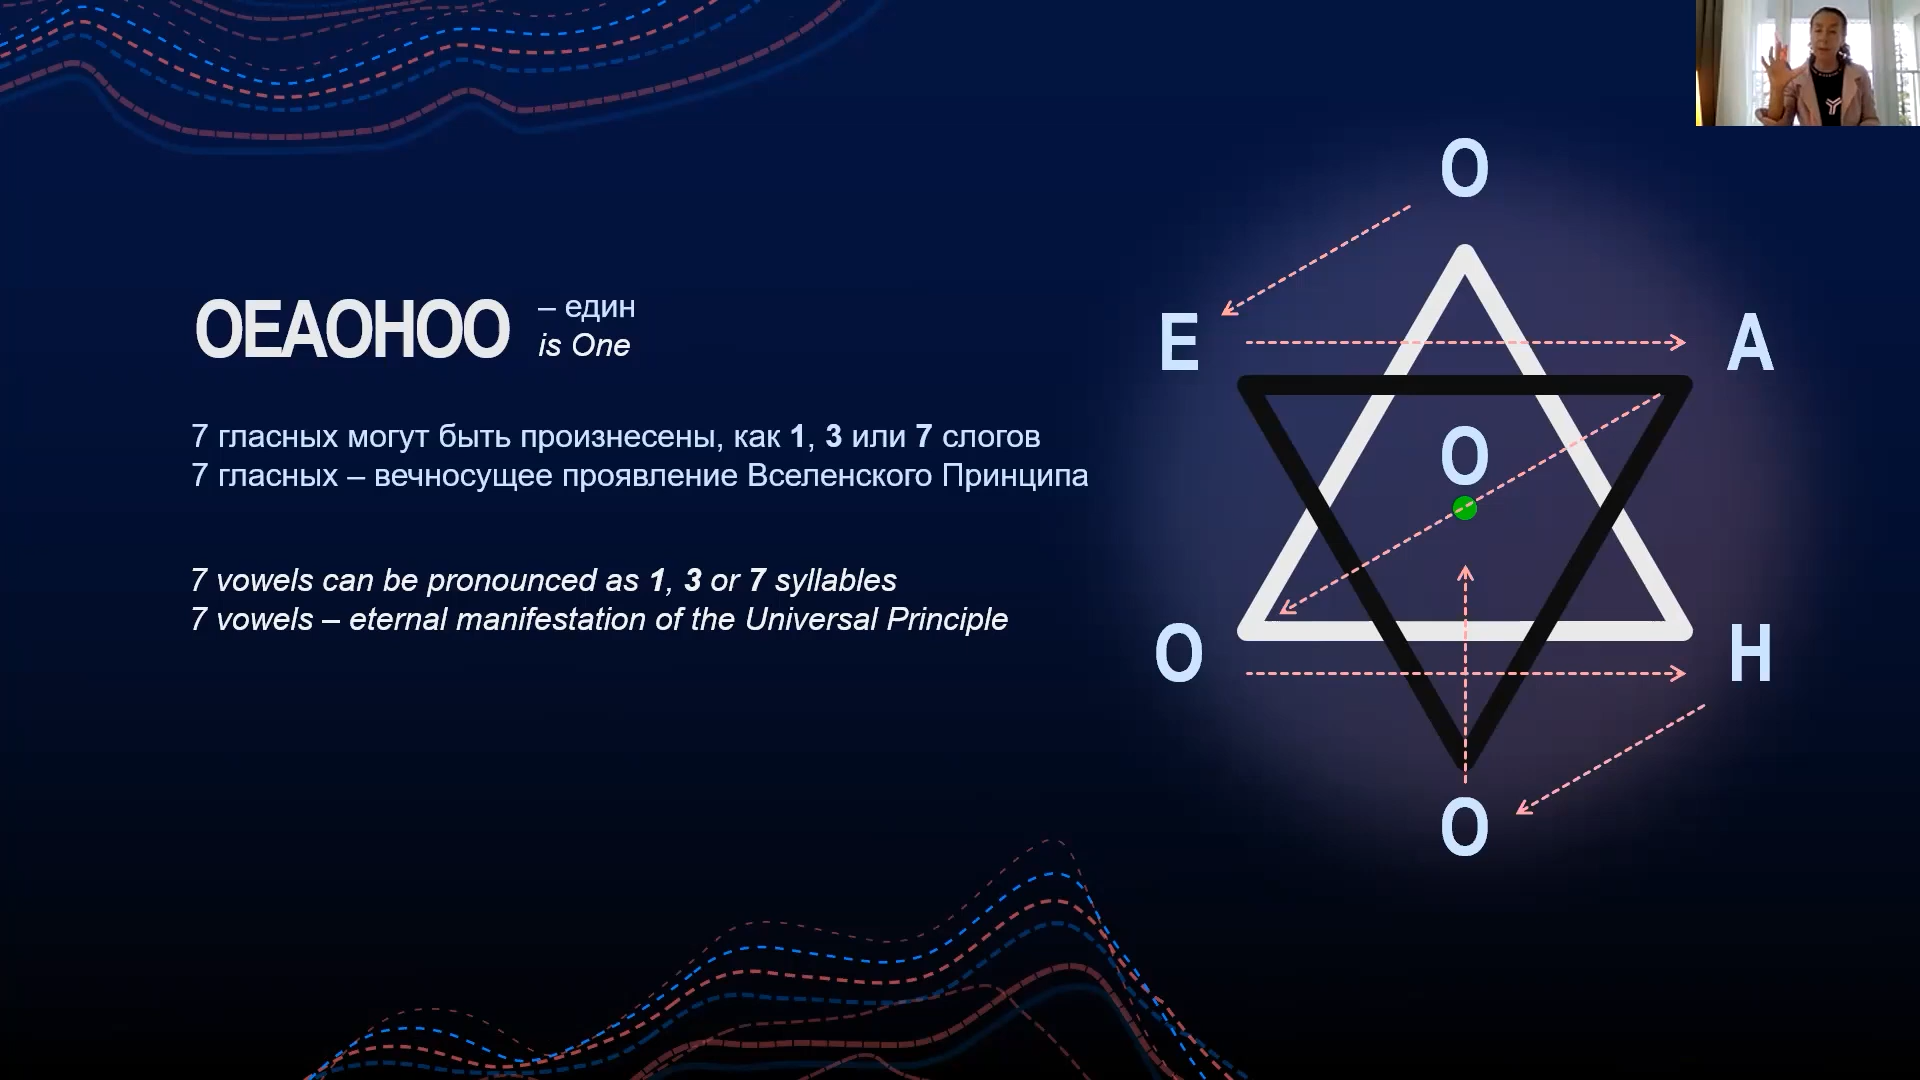 OEAOHOO
– един
is One
7 гласных могут быть произнесены, как 1, 3 или 7 слогов
7 гласных – вечносущее проявление Вселенского Принципа
7 vowels can be pronounced as 1, 3 or 7 syllables
7 vowels – eternal manifestation of the Universal Principle
O
E
A
O
O
H
O